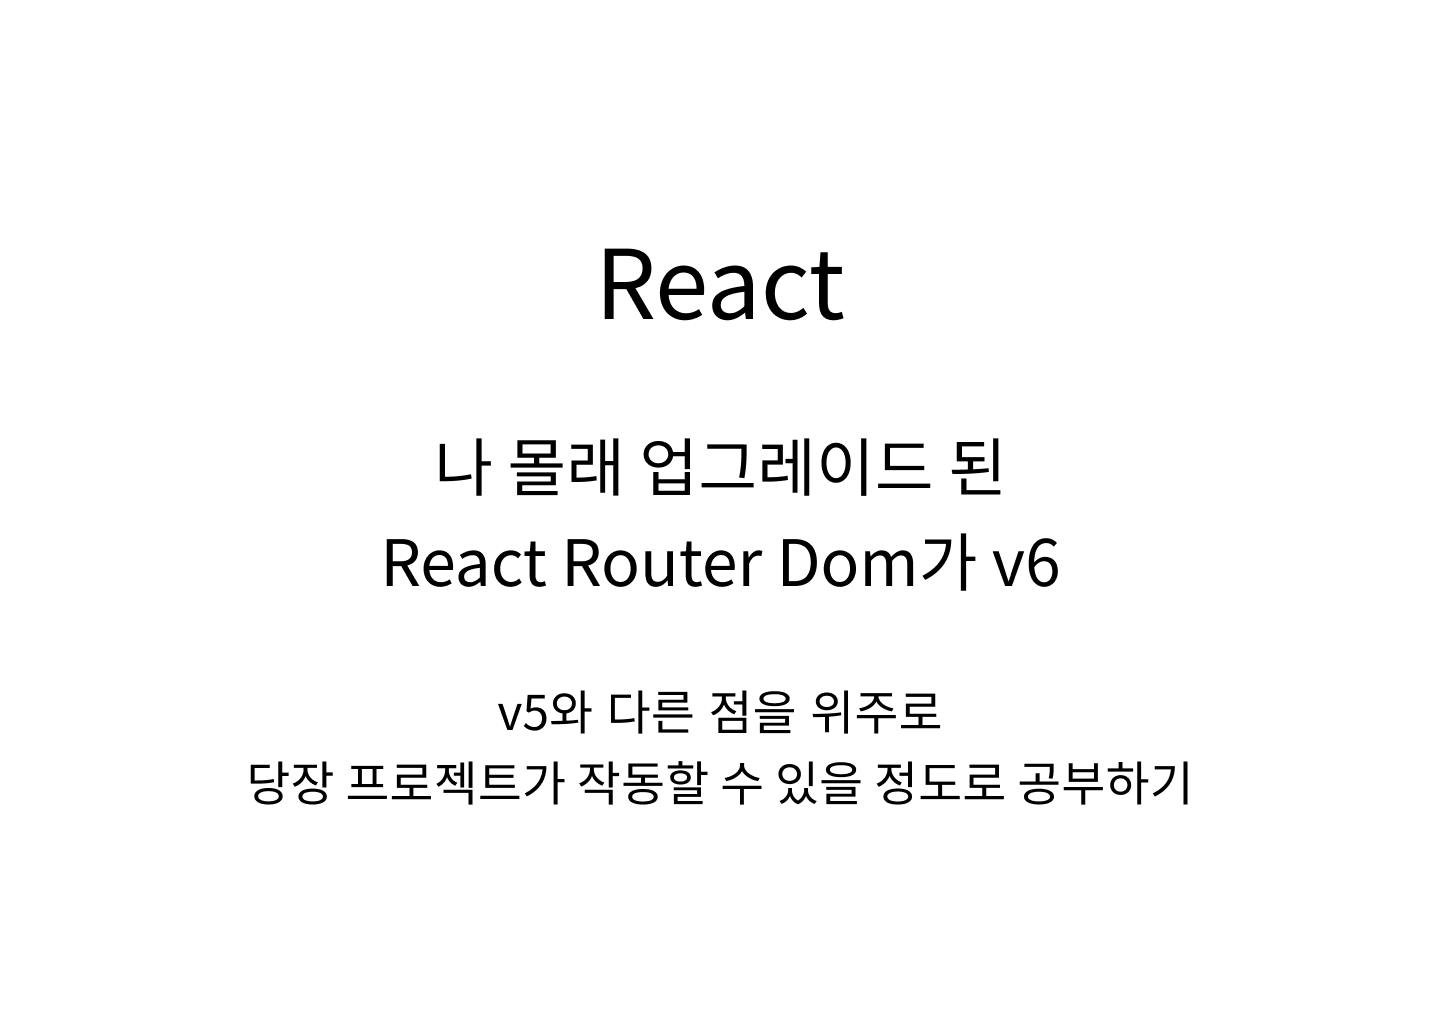 React
나 몰래 업그레이드 된
React Router Dom가 v6
v5와 다른 점을 위주로
당장 프로젝트가 작동할 수 있을 정도로 공부하기